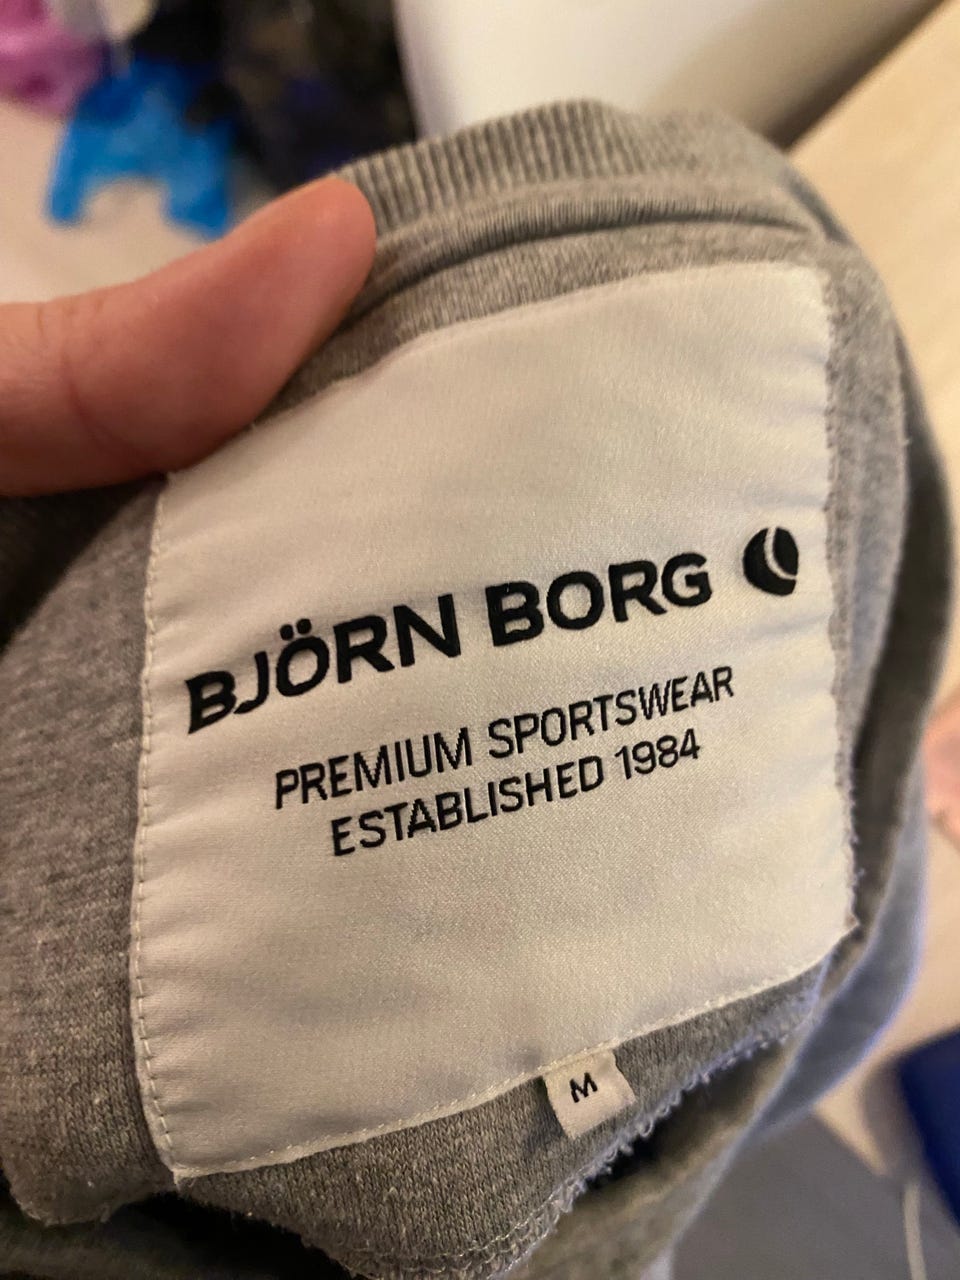 BJÖRN BORG
PREMIUM SPORTSWEAR
ESTABLISHED 1984
M